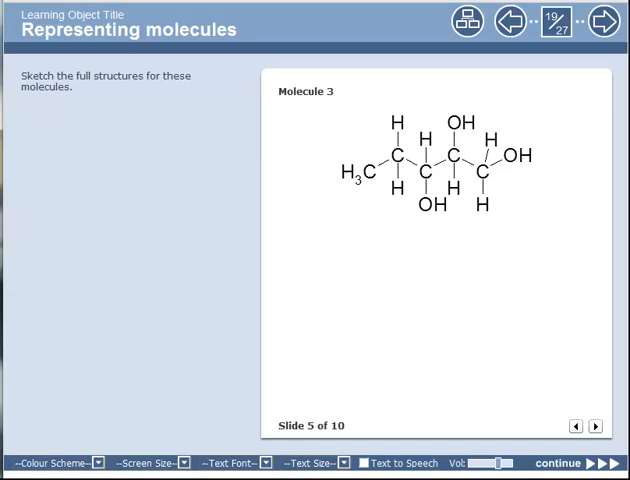 Learning Object Title
Representing molecules
19/27
Sketch the full structures for these
molecules.
Molecule 3
H OH
H H
C C OH
H3C C C
H H
OH H
Slide 5 of 10
--Colour Scheme-- --Screen Size-- --Text Font-- --Text Size-- Text to Speech Vol: continue